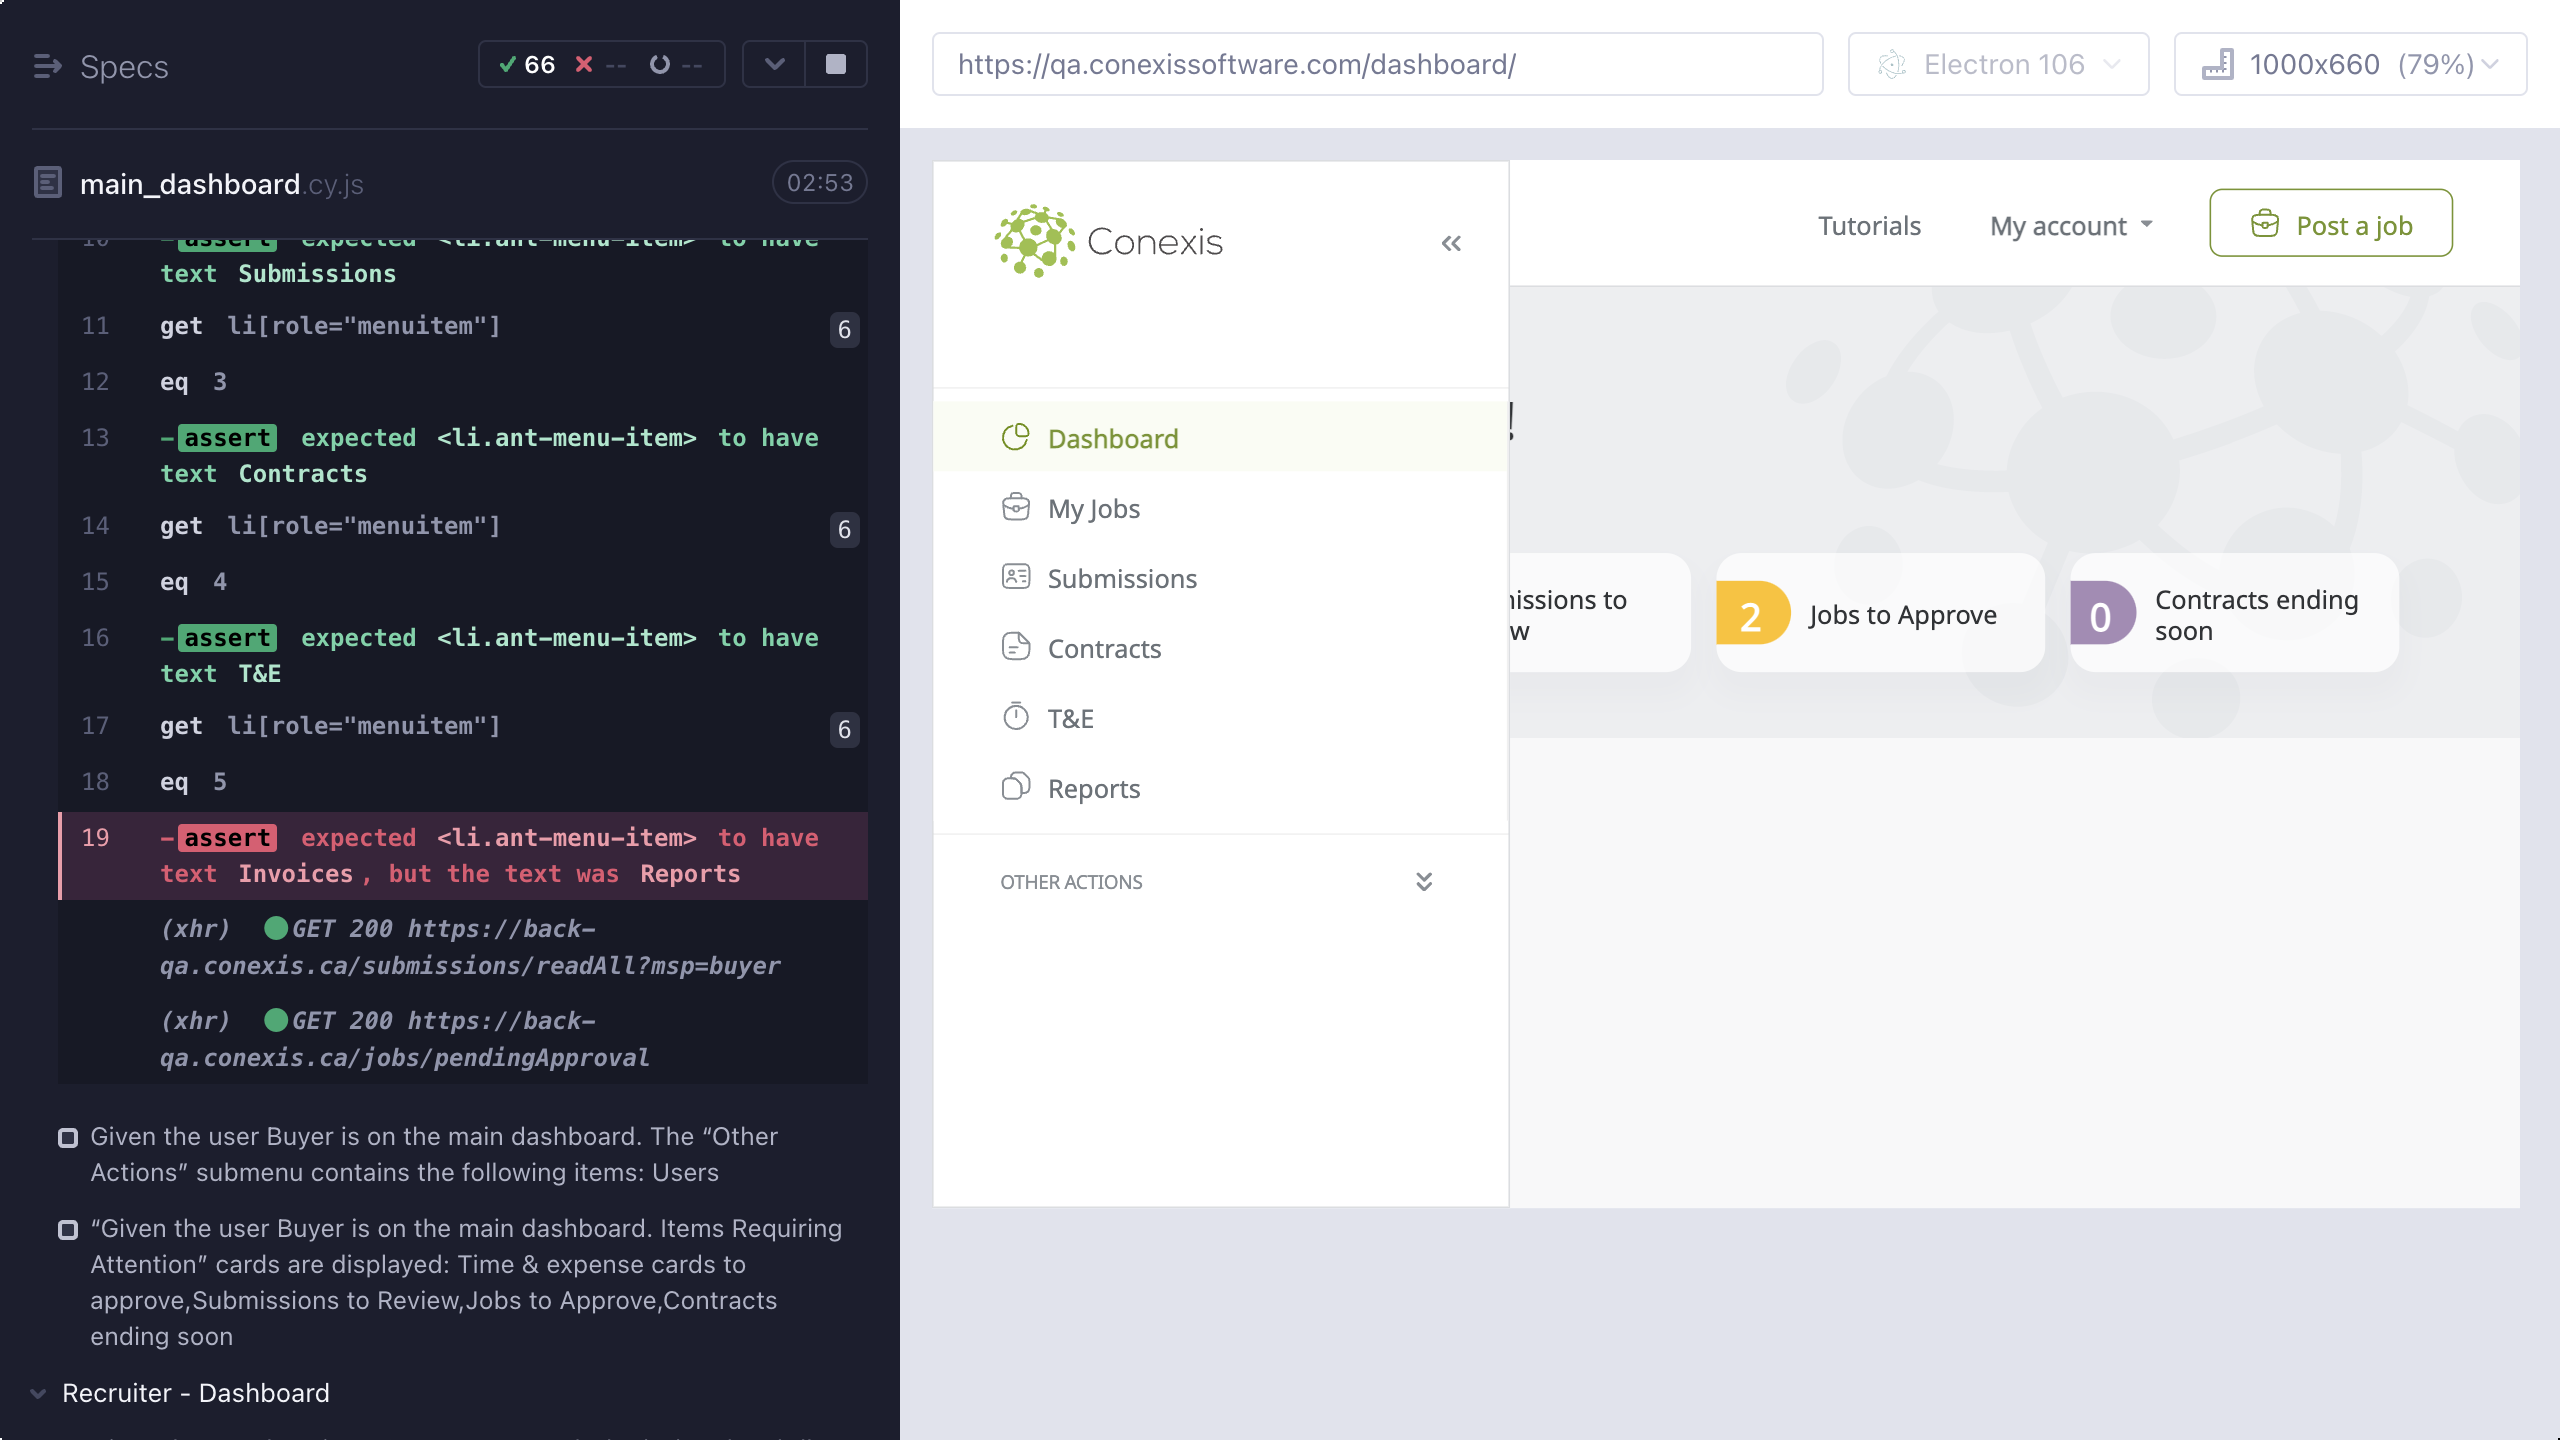 Specs
66 -- --
main_dashboard.cy.js
02:53
10 -assert expected <li.ant-menu-item> to have
text Submissions
11 get li[role="menuitem"] 6
12 eq 3
13 -assert expected <li.ant-menu-item> to have
text Contracts
14 get li[role="menuitem"] 6
15 eq 4
16 -assert expected <li.ant-menu-item> to have
text T&E
17 get li[role="menuitem"] 6
18 eq 5
19 -assert expected <li.ant-menu-item> to have
text Invoices, but the text was Reports
(xhr) GET 200 https://back-
qa.conexis.ca/submissions/readAll?msp=buyer
(xhr) GET 200 https://back-
qa.conexis.ca/jobs/pendingApproval
Given the user Buyer is on the main dashboard. The “Other
Actions” submenu contains the following items: Users
“Given the user Buyer is on the main dashboard. Items Requiring
Attention” cards are displayed: Time & expense cards to
approve,Submissions to Review,Jobs to Approve,Contracts
ending soon
Recruiter - Dashboard
https://qa.conexissoftware.com/dashboard/
Electron 106
1000x660 (79%)
Conexis
Tutorials
My account
Post a job
Dashboard
My Jobs
Submissions
Contracts
T&E
Reports
OTHER ACTIONS
!
issions to
w
2 Jobs to Approve
0 Contracts ending
soon